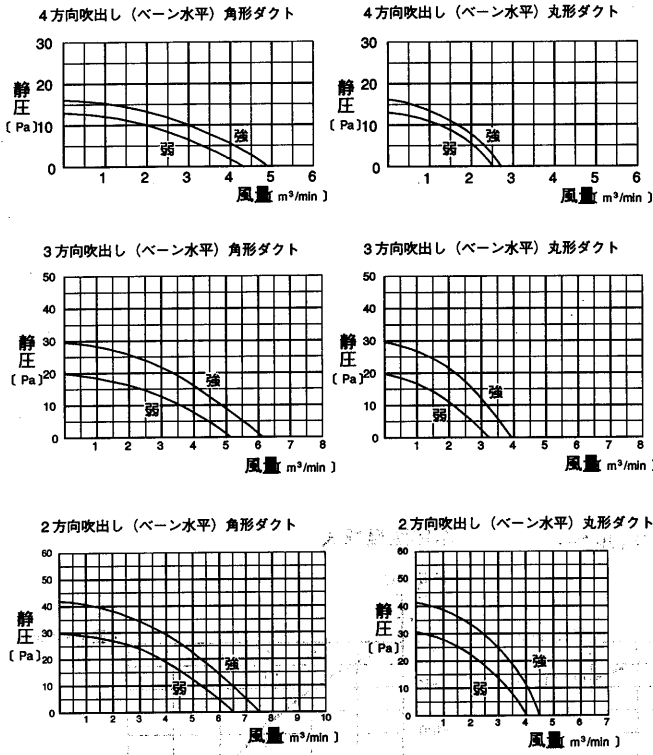 4方向吹出し（ベーン水平）角形ダクト
30
20
静圧
〔Pa〕10
0
強
弱
1 2 3 4 5 6
風量〔m³/min〕
4方向吹出し（ベーン水平）丸形ダクト
30
20
静圧
〔Pa〕10
0
強
弱
1 2 3 4 5 6
風量〔m³/min〕
3方向吹出し（ベーン水平）角形ダクト
50
40
30
静圧
〔Pa〕20
10
0
強
弱
1 2 3 4 5 6 7 8
風量〔m³/min〕
3方向吹出し（ベーン水平）丸形ダクト
50
40
30
静圧
〔Pa〕20
10
0
強
弱
1 2 3 4 5 6 7 8
風量〔m³/min〕
2方向吹出し（ベーン水平）角形ダクト
60
50
40
静圧
30
〔Pa〕
20
10
0
強
弱
1 2 3 4 5 6 7 8 9 10
風量〔m³/min〕
2方向吹出し（ベーン水平）丸形ダクト
60
50
40
静圧
30
〔Pa〕
20
10
0
強
弱
1 2 3 4 5 6 7
風量〔m³/min〕